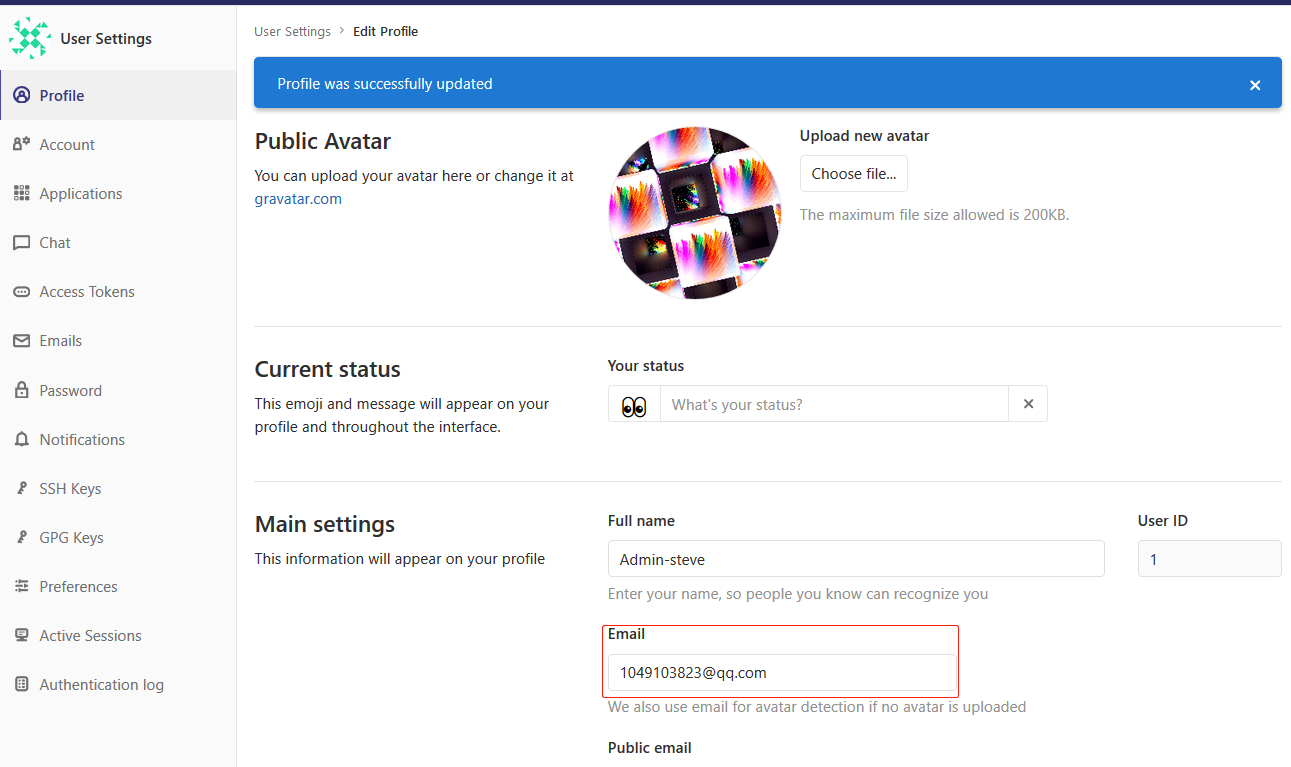 User Settings
Profile
Account
Applications
Chat
Access Tokens
Emails
Password
Notifications
SSH Keys
GPG Keys
Preferences
Active Sessions
Authentication log
User Settings › Edit Profile
Profile was successfully updated ×
Public Avatar
You can upload your avatar here or change it at
gravatar.com
Upload new avatar
Choose file...
The maximum file size allowed is 200KB.
Current status
This emoji and message will appear on your
profile and throughout the interface.
Your status
What's your status?
Main settings
This information will appear on your profile
Full name
Admin-steve
Enter your name, so people you know can recognize you
User ID
1
Email
1049103823@qq.com
We also use email for avatar detection if no avatar is uploaded
Public email